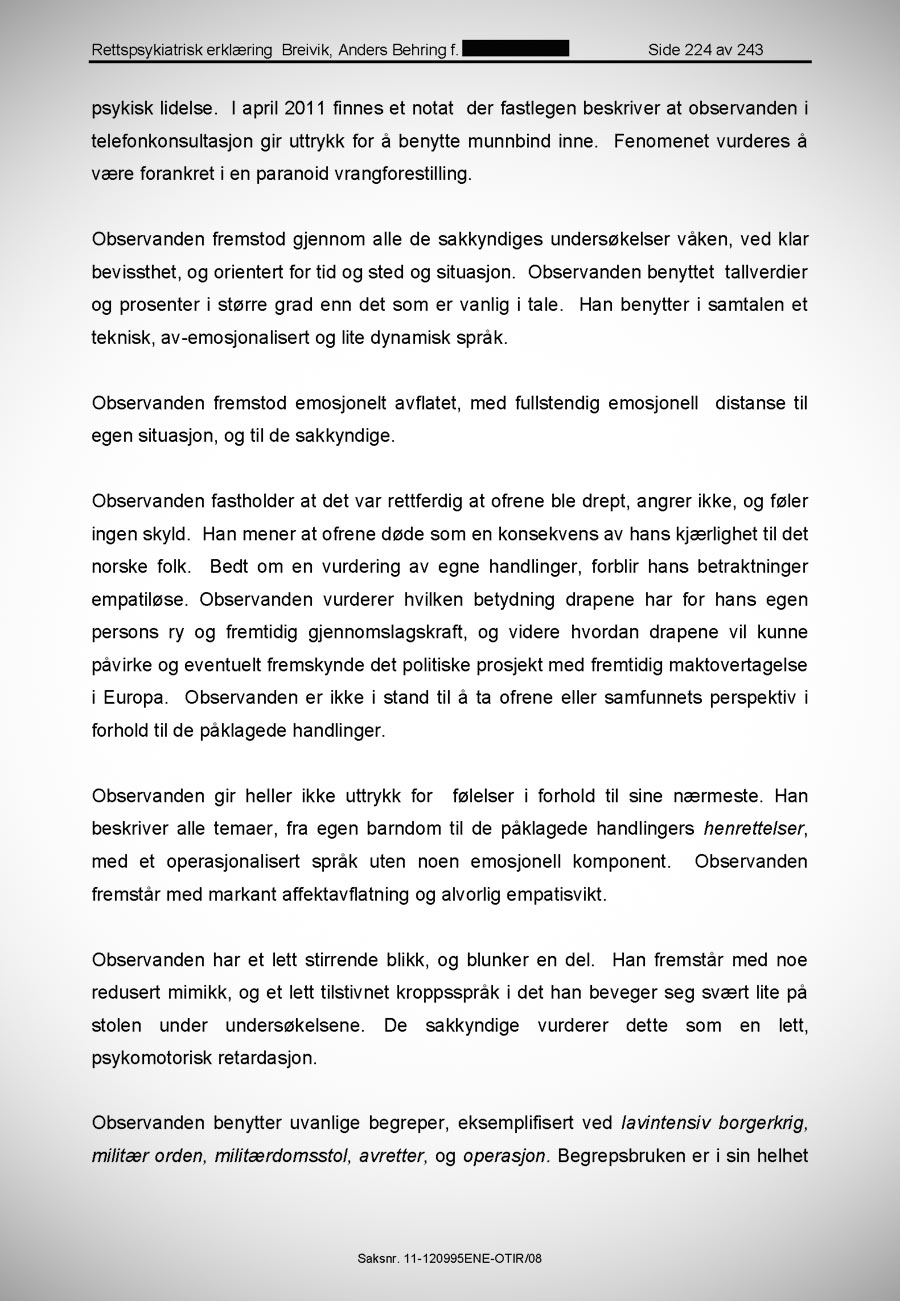 Rettspsykiatrisk erklæring Breivik, Anders Behring f. Side 224 av 243
psykisk lidelse. I april 2011 finnes et notat der fastlegen beskriver at observanden i
telefonkonsultasjon gir uttrykk for å benytte munnbind inne. Fenomenet vurderes å
være forankret i en paranoid vrangforestilling.
Observanden fremstod gjennom alle de sakkyndiges undersøkelser våken, ved klar
bevissthet, og orientert for tid og sted og situasjon. Observanden benyttet tallverdier
og prosenter i større grad enn det som er vanlig i tale. Han benytter i samtalen et
teknisk, av-emosjonalisert og lite dynamisk språk.
Observanden fremstod emosjonelt avflatet, med fullstendig emosjonell distanse til
egen situasjon, og til de sakkyndige.
Observanden fastholder at det var rettferdig at ofrene ble drept, angrer ikke, og føler
ingen skyld. Han mener at ofrene døde som en konsekvens av hans kjærlighet til det
norske folk. Bedt om en vurdering av egne handlinger, forblir hans betraktninger
empatiløse. Observanden vurderer hvilken betydning drapene har for hans egen
persons ry og fremtidig gjennomslagskraft, og videre hvordan drapene vil kunne
påvirke og eventuelt fremskynde det politiske prosjekt med fremtidig maktovertagelse
i Europa. Observanden er ikke i stand til å ta ofrene eller samfunnets perspektiv i
forhold til de påklagede handlinger.
Observanden gir heller ikke uttrykk for følelser i forhold til sine nærmeste. Han
beskriver alle temaer, fra egen barndom til de påklagede handlingers henrettelser,
med et operasjonalisert språk uten noen emosjonell komponent. Observanden
fremstår med markant affektavflatning og alvorlig empatisvikt.
Observanden har et lett stirrende blikk, og blunker en del. Han fremstår med noe
redusert mimikk, og et lett tilstivnet kroppsspråk i det han beveger seg svært lite på
stolen under undersøkelsene. De sakkyndige vurderer dette som en lett,
psykomotorisk retardasjon.
Observanden benytter uvanlige begreper, eksemplifisert ved lavintensiv borgerkrig,
militær orden, militærdomsstol, avretter, og operasjon. Begrepsbruken er i sin helhet
Saksnr. 11-120995ENE-OTIR/08